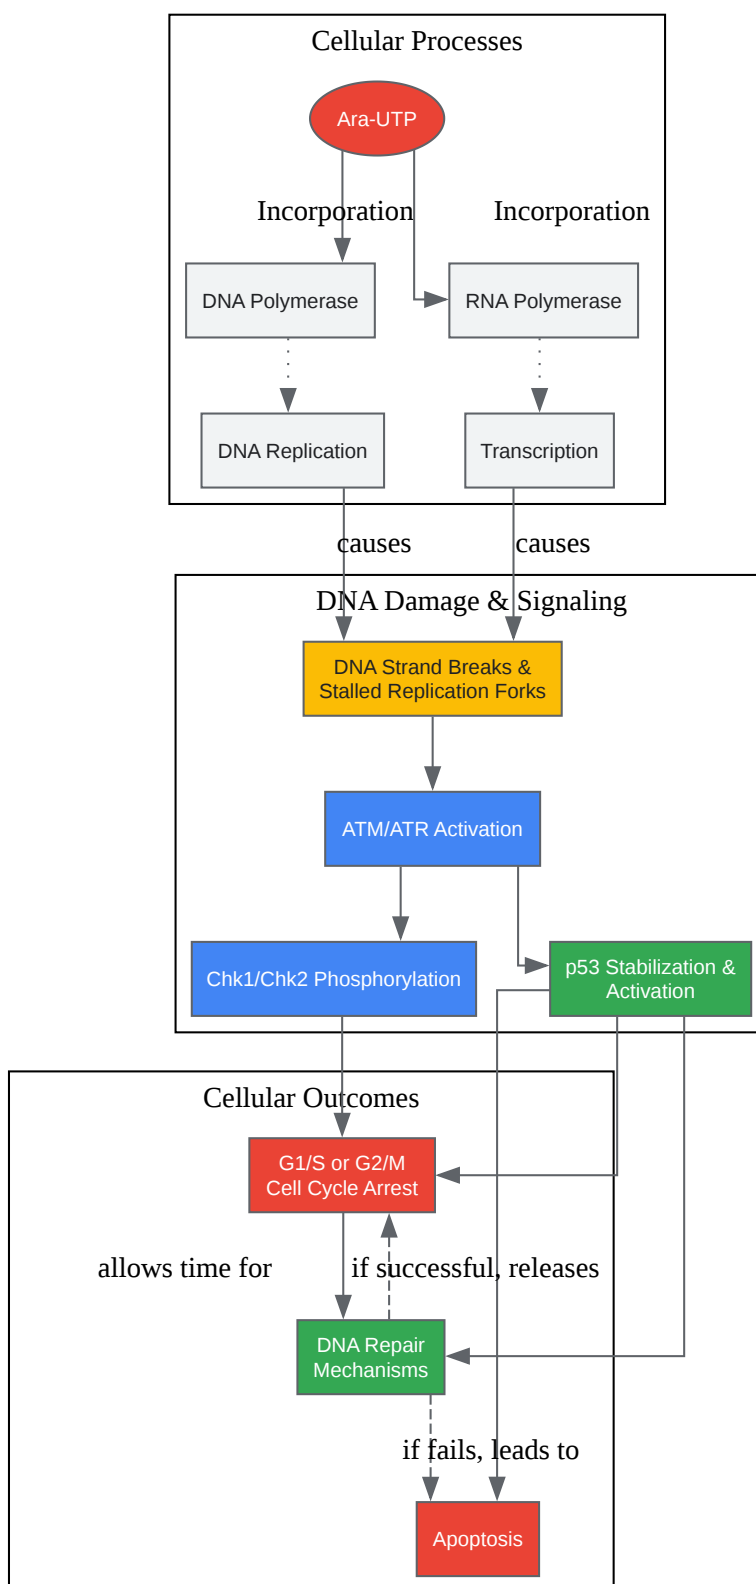 Cellular Processes
Ara-UTP
Incorporation
Incorporation
DNA Polymerase
RNA Polymerase
DNA Replication
Transcription
causes
causes
DNA Damage & Signaling
DNA Strand Breaks &
Stalled Replication Forks
ATM/ATR Activation
Chk1/Chk2 Phosphorylation
p53 Stabilization &
Activation
Cellular Outcomes
G1/S or G2/M
Cell Cycle Arrest
allows time for
if successful, releases
DNA Repair
Mechanisms
if fails, leads to
Apoptosis